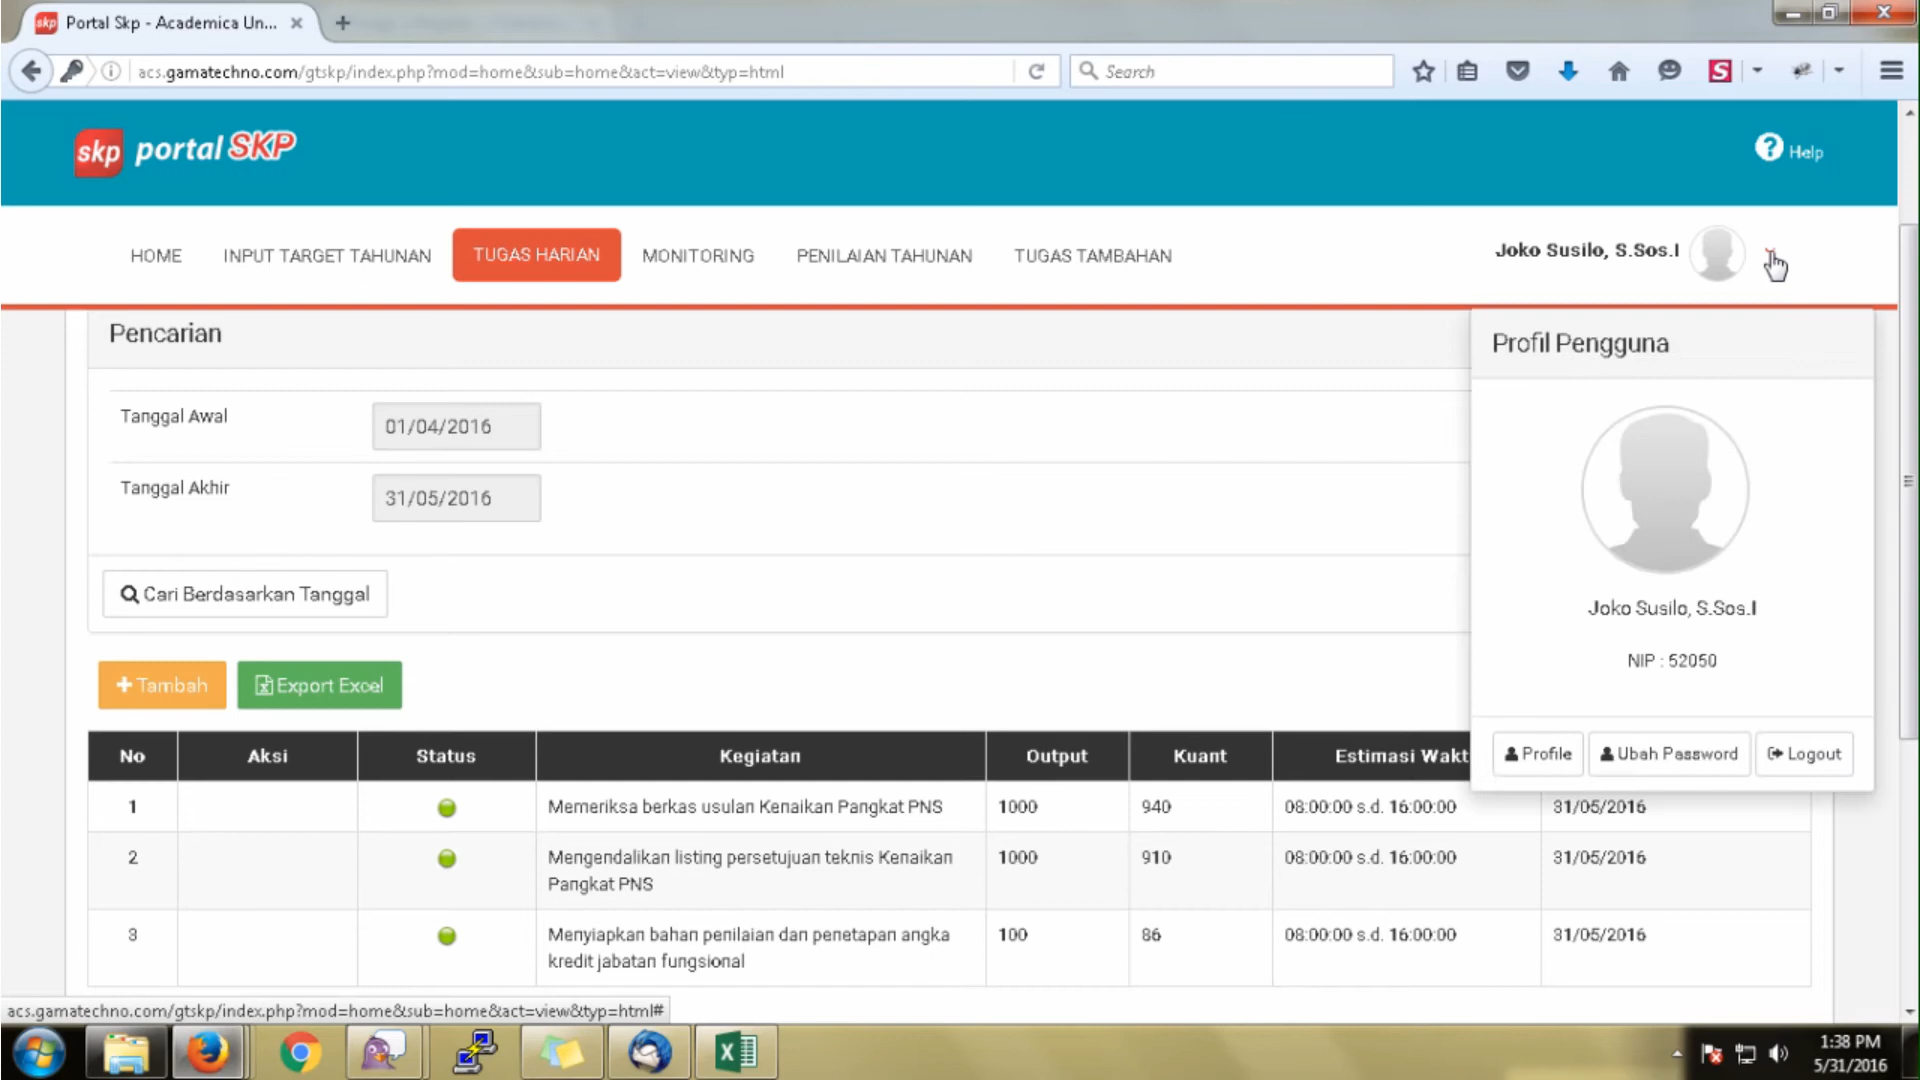 skp Portal Skp - Academica Un...
acs.gamatechno.com/gtskp/index.php?mod=home&sub=home&act=view&typ=html
Search
S
skp portal SKP
? Help
HOME
INPUT TARGET TAHUNAN
TUGAS HARIAN
MONITORING
PENILAIAN TAHUNAN
TUGAS TAMBAHAN
Joko Susilo, S.Sos.I
Pencarian
Tanggal Awal
01/04/2016
Tanggal Akhir
31/05/2016
Cari Berdasarkan Tanggal
Profil Pengguna
Joko Susilo, S.Sos.I
NIP : 52050
Profile
Ubah Password
Logout
Tambah
Export Excel
No Aksi Status Kegiatan Output Kuant Estimasi Wakt
1 Memeriksa berkas usulan Kenaikan Pangkat PNS 1000 940 08:00:00 s.d. 16:00:00 31/05/2016
2 Mengendalikan listing persetujuan teknis Kenaikan 1000 910 08:00:00 s.d. 16:00:00 31/05/2016
Pangkat PNS
3 Menyiapkan bahan penilaian dan penetapan angka 100 86 08:00:00 s.d. 16:00:00 31/05/2016
kredit jabatan fungsional
acs.gamatechno.com/gtskp/index.php?mod=home&sub=home&act=view&typ=html#
1:38 PM
5/31/2016